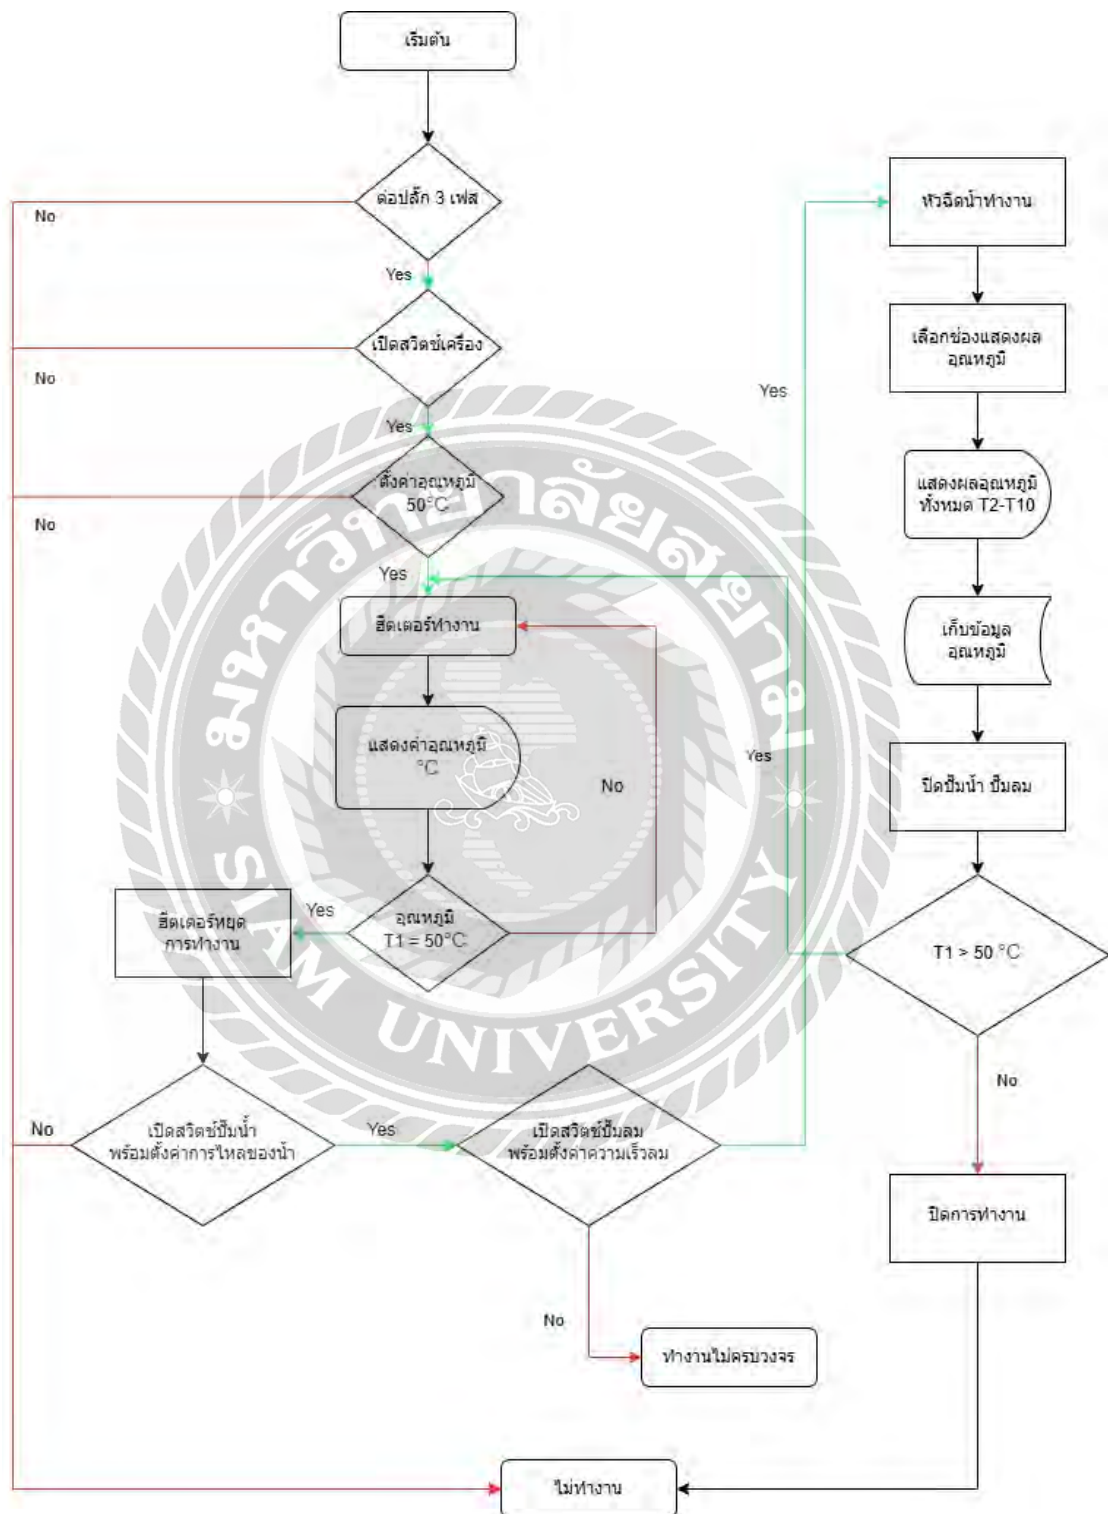 เริ่มต้น
ต่อปลั๊ก 3 เฟส
No
Yes
เปิดสวิตช์เครื่อง
No
Yes
ตั้งค่าอุณหภูมิ
50°C
No
Yes
ฮีตเตอร์ทำงาน
แสดงค่าอุณหภูมิ
°C
No
อุณหภูมิ
T1 = 50°C
Yes
ฮีตเตอร์หยุด
การทำงาน
เปิดสวิตช์ปั๊มน้ำ
พร้อมตั้งค่าการไหลของน้ำ
No
Yes
เปิดสวิตช์ปั๊มลม
พร้อมตั้งค่าความเร็วลม
No
ทำงานไม่ครบวงจร
Yes
หัวฉีดน้ำทำงาน
เลือกช่องแสดงผล
อุณหภูมิ
แสดงผลอุณหภูมิ
ทั้งหมด T2-T10
เก็บข้อมูล
อุณหภูมิ
ปิดปั๊มน้ำ ปั๊มลม
T1 > 50 °C
Yes
No
ปิดการทำงาน
ไม่ทำงาน
มหาวิทยาลัยสยาม
SIAM UNIVERSITY